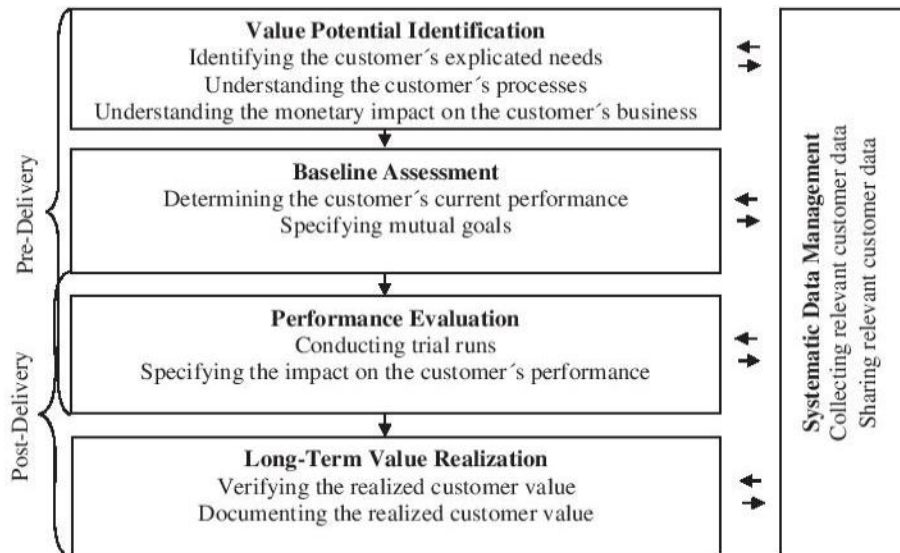 Value Potential Identification
Identifying the customer´s explicated needs
Understanding the customer´s processes
Understanding the monetary impact on the customer´s business
Baseline Assessment
Determining the customer´s current performance
Specifying mutual goals
Performance Evaluation
Conducting trial runs
Specifying the impact on the customer´s performance
Long-Term Value Realization
Verifying the realized customer value
Documenting the realized customer value
Pre-Delivery
Post-Delivery
Systematic Data Management
Collecting relevant customer data
Sharing relevant customer data